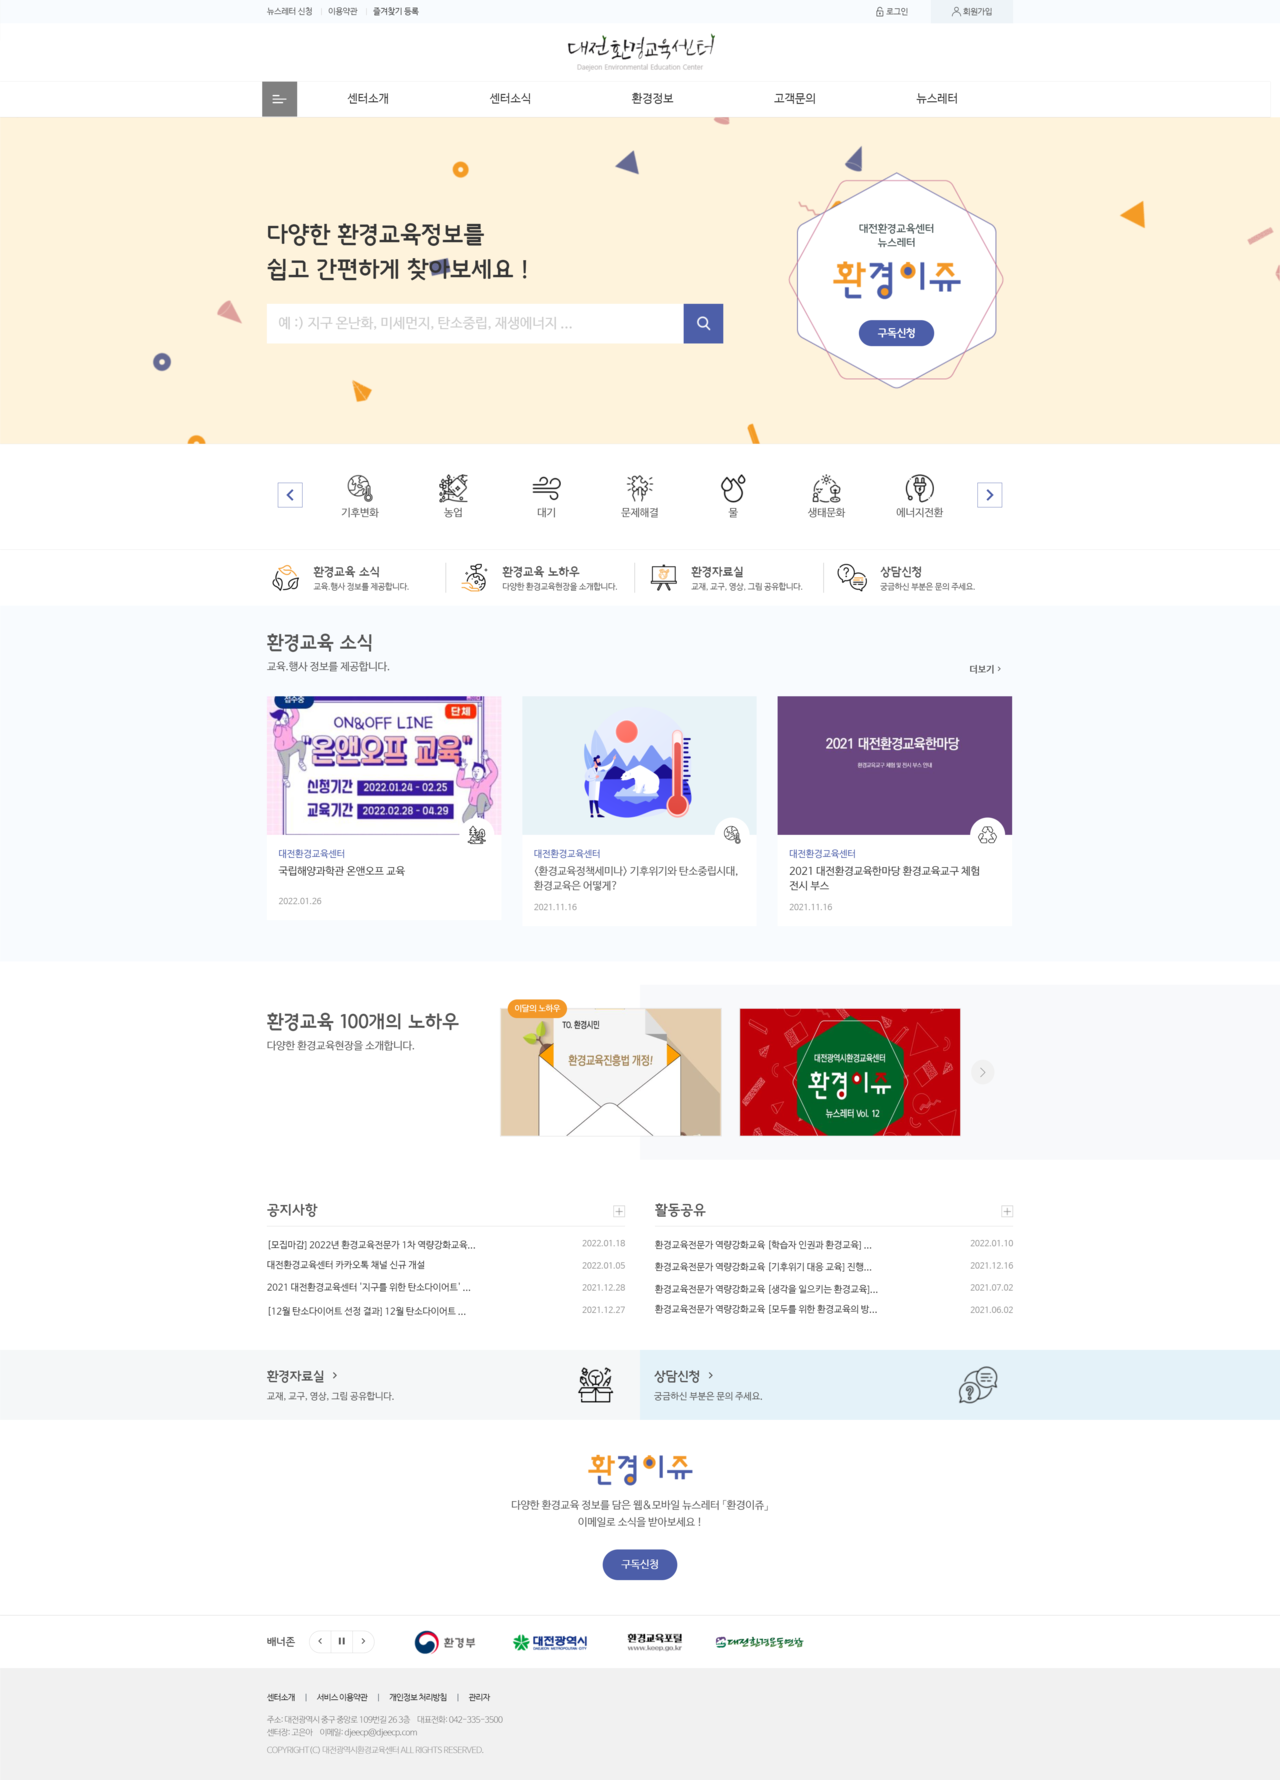 뉴스레터 신청
이용약관
즐겨찾기 등록
로그인
회원가입
대전환경교육센터
Daejeon Environmental Education Center
센터소개
센터소식
환경정보
고객문의
뉴스레터
다양한 환경교육정보를
쉽고 간편하게 찾아보세요 !
예 :) 지구 온난화, 미세먼지, 탄소중립, 재생에너지 ...
대전환경교육센터
뉴스레터
환경이쥬
구독신청
기후변화
농업
대기
문제해결
물
생태문화
에너지전환
환경교육 소식
교육.행사 정보를 제공합니다.
환경교육 노하우
다양한 환경교육현장을 소개합니다.
환경자료실
교재, 교구, 영상, 그림 공유합니다.
상담신청
궁금하신 부분은 문의 주세요.
환경교육 소식
교육.행사 정보를 제공합니다.
더보기 >
접수중
단체
ON&OFF LINE
"온앤오프 교육"
신청기간 2022.01.24 - 02.25
교육기간 2022.02.28 - 04.29
대전환경교육센터
국립해양과학관 온앤오프 교육
2022.01.26
대전환경교육센터
<환경교육정책세미나> 기후위기와 탄소중립시대,
환경교육은 어떻게?
2021.11.16
2021 대전환경교육한마당
환경교육교구 체험 및 전시 부스 안내
대전환경교육센터
2021 대전환경교육한마당 환경교육교구 체험
전시 부스
2021.11.16
환경교육 100개의 노하우
다양한 환경교육현장을 소개합니다.
이달의 노하우
TO. 환경시민
환경교육진흥법 개정!
대전광역시환경교육센터
환경이쥬
뉴스레터 Vol. 12
공지사항
[모집마감] 2022년 환경교육전문가 1차 역량강화교육... 2022.01.18
대전환경교육센터 카카오톡 채널 신규 개설 2022.01.05
2021 대전환경교육센터 '지구를 위한 탄소다이어트' ... 2021.12.28
[12월 탄소다이어트 선정 결과] 12월 탄소다이어트 ... 2021.12.27
활동공유
환경교육전문가 역량강화교육 [학습자 인권과 환경교육] ... 2022.01.10
환경교육전문가 역량강화교육 [기후위기 대응 교육] 진행... 2021.12.16
환경교육전문가 역량강화교육 [생각을 일으키는 환경교육]... 2021.07.02
환경교육전문가 역량강화교육 [모두를 위한 환경교육의 방... 2021.06.02
환경자료실 >
교재, 교구, 영상, 그림 공유합니다.
상담신청 >
궁금하신 부분은 문의 주세요.
환경이쥬
다양한 환경교육 정보를 담은 웹&모바일 뉴스레터 「환경이쥬」
이메일로 소식을 받아보세요 !
구독신청
배너존
환경부
대전광역시
DAEJEON METROPOLITAN CITY
환경교육포털
www.keep.go.kr
대전환경운동연합
센터소개 | 서비스 이용약관 | 개인정보 처리방침 | 관리자
주소: 대전광역시 중구 중앙로 109번길 26 3층 대표전화: 042-335-3500
센터장: 고은아 이메일: djeecp@djeecp.com
COPYRIGHT (C) 대전광역시환경교육센터 ALL RIGHTS RESERVED.